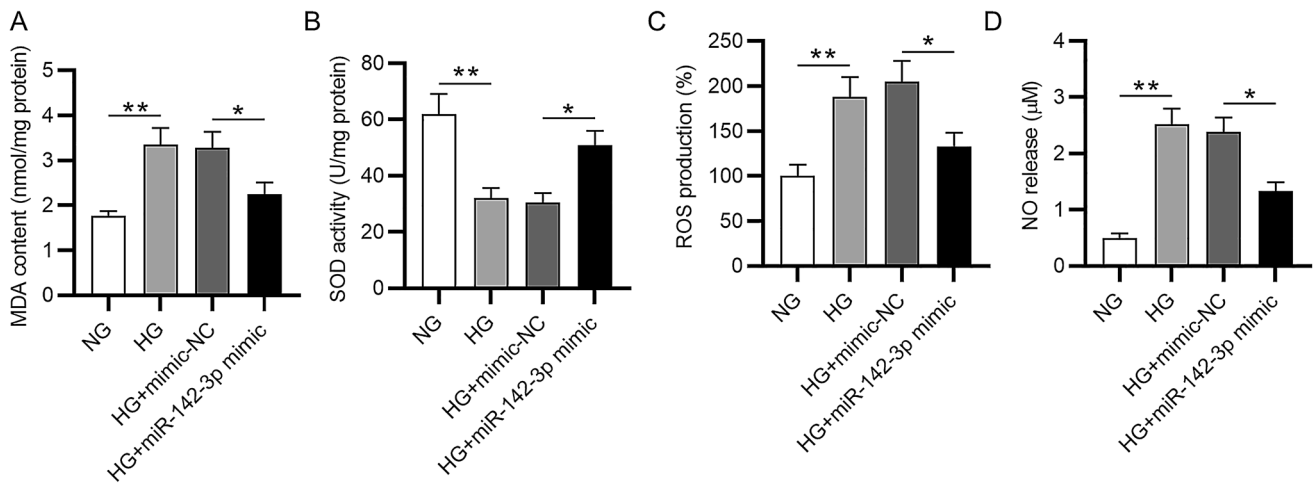 A
MDA content (nmol/mg protein)
5
4
3
2
1
0
**
*
NG
HG
HG+mimic-NC
HG+miR-142-3p mimic
B
SOD activity (U/mg protein)
80
60
40
20
0
**
*
NG
HG
HG+mimic-NC
HG+miR-142-3p mimic
C
ROS production (%)
250
200
150
100
50
0
**
*
NG
HG
HG+mimic-NC
HG+miR-142-3p mimic
D
NO release (μM)
4
3
2
1
0
**
*
NG
HG
HG+mimic-NC
HG+miR-142-3p mimic